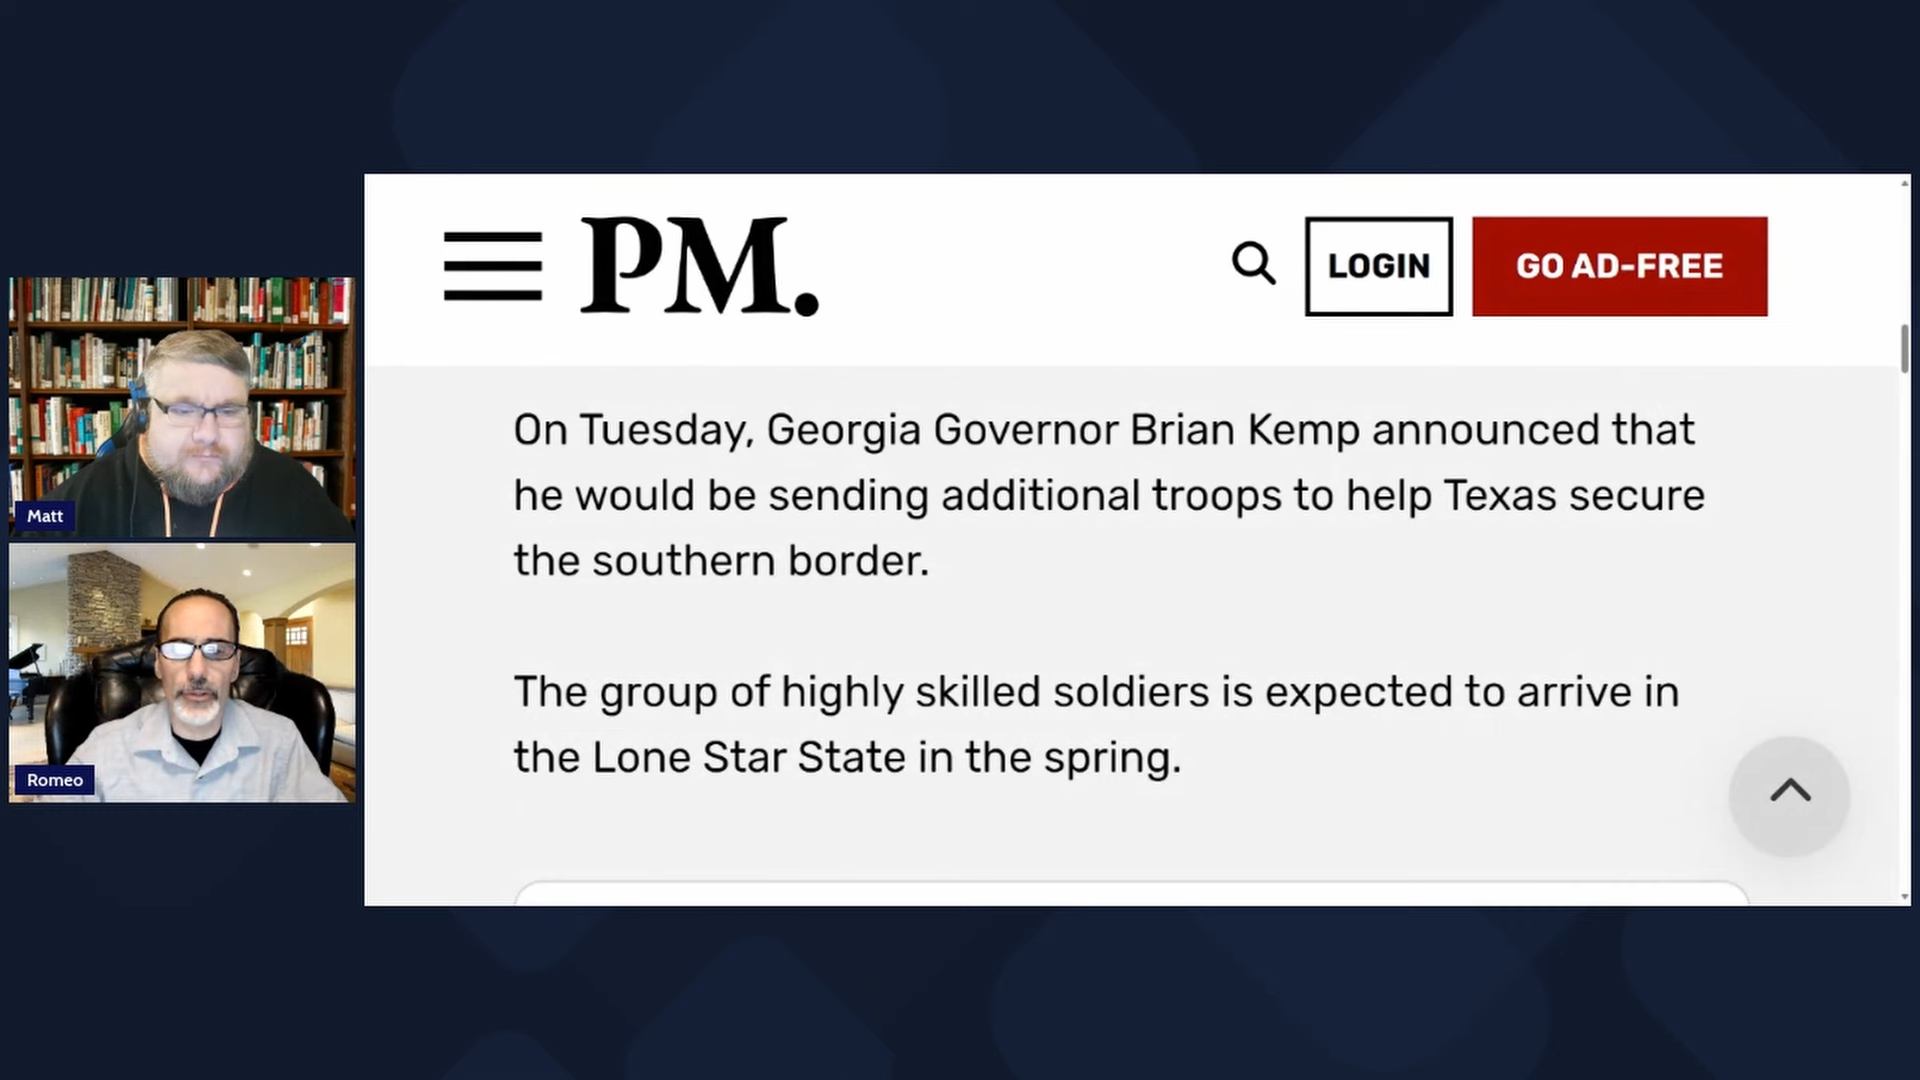 PM.
LOGIN
GO AD-FREE
On Tuesday, Georgia Governor Brian Kemp announced that
he would be sending additional troops to help Texas secure
the southern border.
The group of highly skilled soldiers is expected to arrive in
the Lone Star State in the spring.
Matt
Romeo